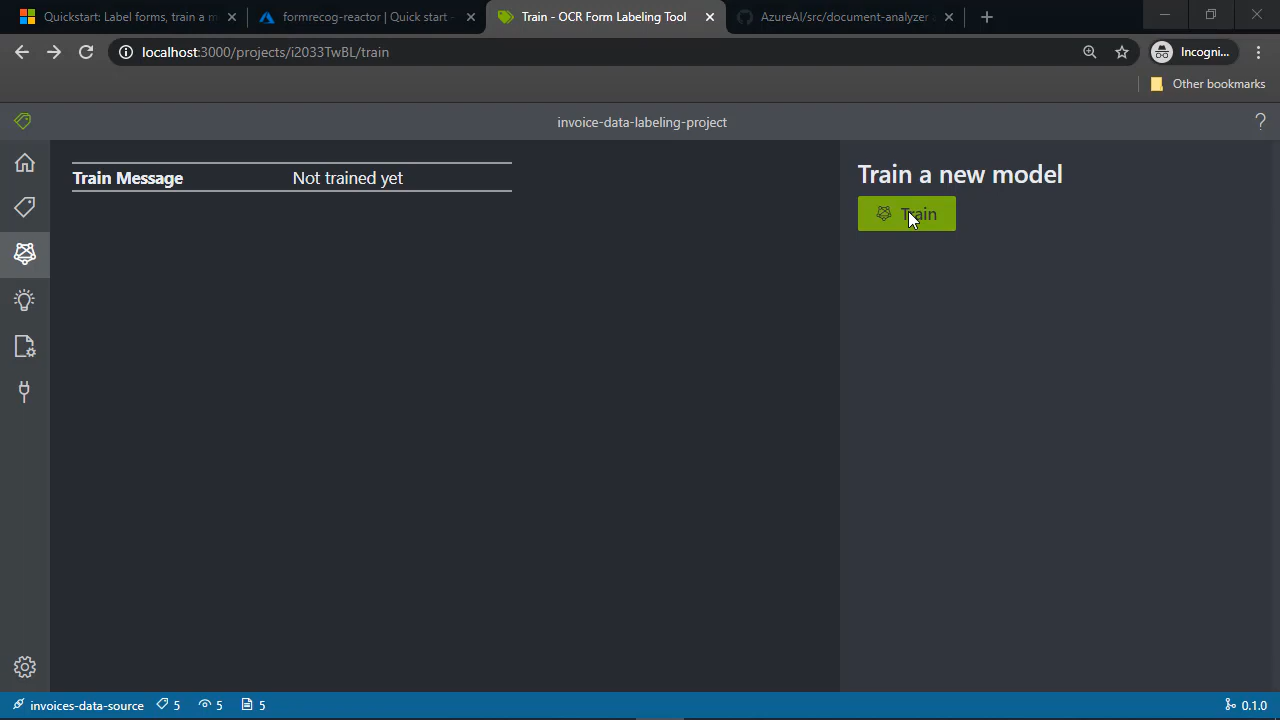 Quickstart: Label forms, train a m
formrecog-reactor | Quick start -
Train - OCR Form Labeling Tool
AzureAI/src/document-analyzer
localhost:3000/projects/i2033TwBL/train
Incogni...
Other bookmarks
invoice-data-labeling-project
?
Train Message Not trained yet
Train a new model
Train
invoices-data-source 5 5 5
0.1.0